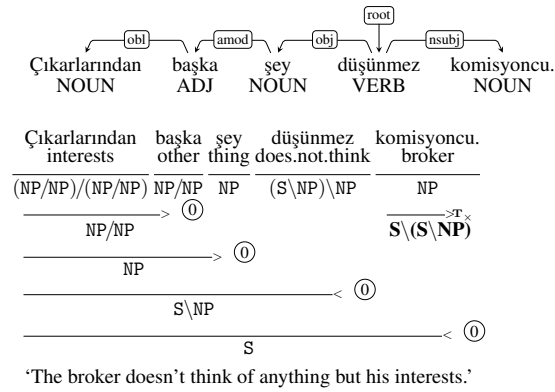 root
obl amod obj nsubj
Çıkarlarından başka şey düşünmez komisyoncu.
NOUN ADJ NOUN VERB NOUN
Çıkarlarından başka şey düşünmez komisyoncu.
interests other thing does.not.think broker
(NP/NP)/(NP/NP) NP/NP NP (S\NP)\NP NP
> 0 >T×
NP/NP S\(S\NP)
> 0
NP
< 0
S\NP
< 0
S
‘The broker doesn't think of anything but his interests.’